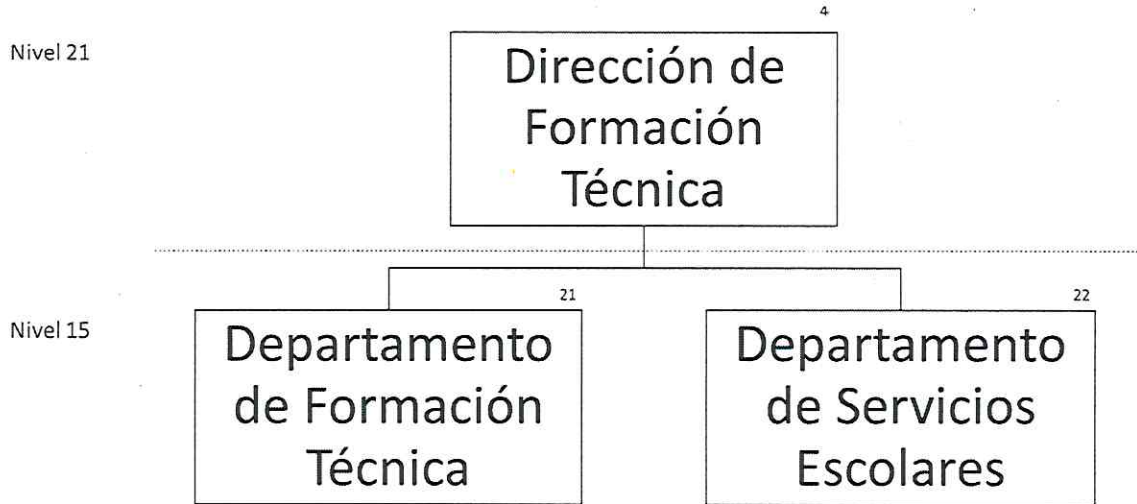 4
Nivel 21
Dirección de
Formación
Técnica
21
22
Nivel 15
Departamento
de Formación
Técnica
Departamento
de Servicios
Escolares